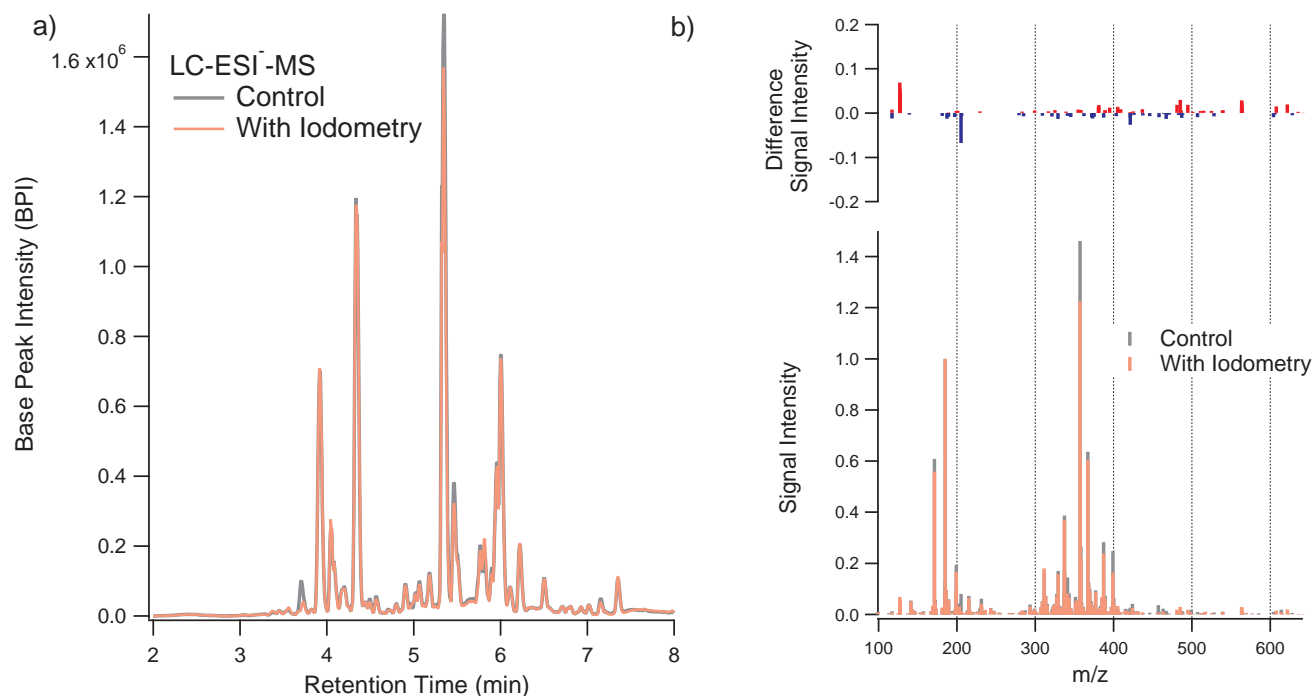 a)
1.6 x10⁶
1.4
1.2
1.0
0.8
0.6
0.4
0.2
0.0
Base Peak Intensity (BPI)
LC-ESI⁻-MS
Control
With Iodometry
2 3 4 5 6 7 8
Retention Time (min)
b)
0.2
0.1
0.0
-0.1
-0.2
Difference
Signal Intensity
1.4
1.2
1.0
0.8
0.6
0.4
0.2
0.0
Signal Intensity
Control
With Iodometry
100 200 300 400 500 600
m/z